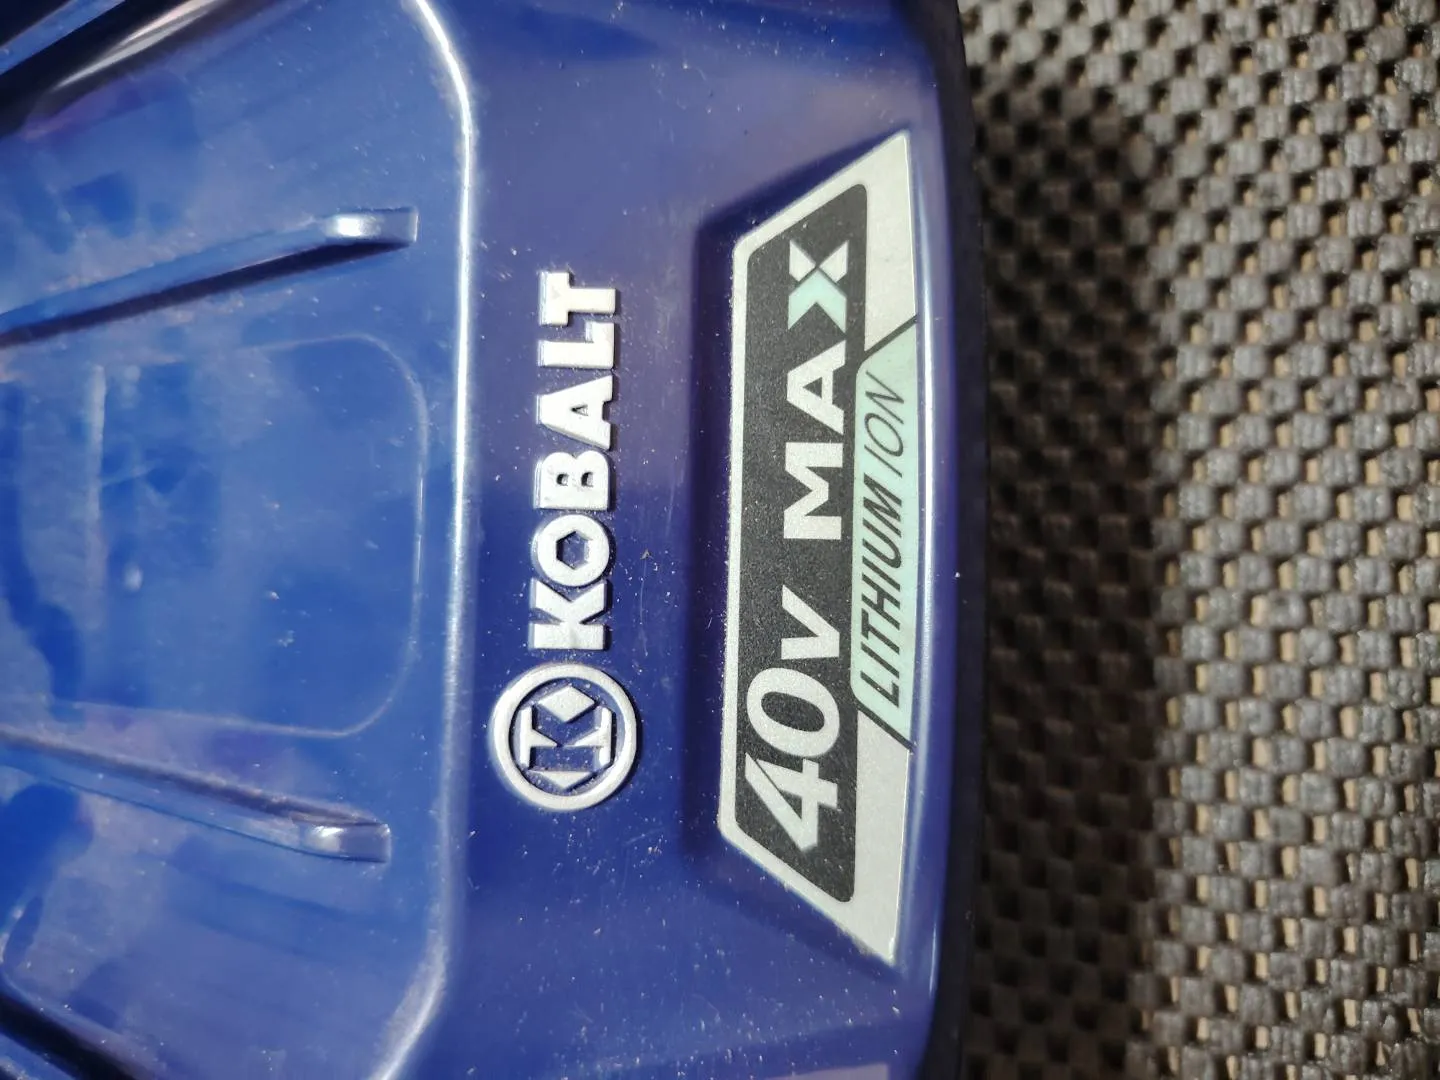 K KOBALT
40V MAX
LITHIUM ION